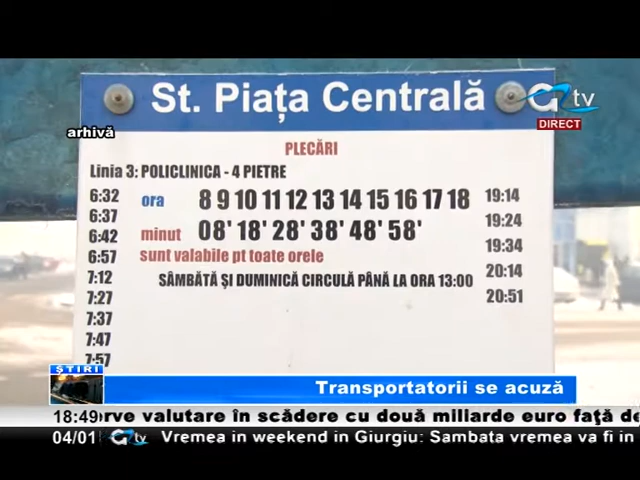 St. Piața Centrală
G tv
DIRECT
arhivă
PLECĂRI
Linia 3: POLICLINICA - 4 PIETRE
6:32
6:37
6:42
6:57
7:12
7:27
7:37
7:47
7:57
ora 8 9 10 11 12 13 14 15 16 17 18
minut 08' 18' 28' 38' 48' 58'
sunt valabile pt toate orele
SÂMBĂTĂ ŞI DUMINICĂ CIRCULĂ PÂNĂ LA ORA 13:00
19:14
19:24
19:34
20:14
20:51
ŞTIRI
Transportatorii se acuză
18:49 rve valutare în scădere cu două miliarde euro faţă de
04/01 G tv Vremea in weekend in Giurgiu: Sambata vremea va fi in